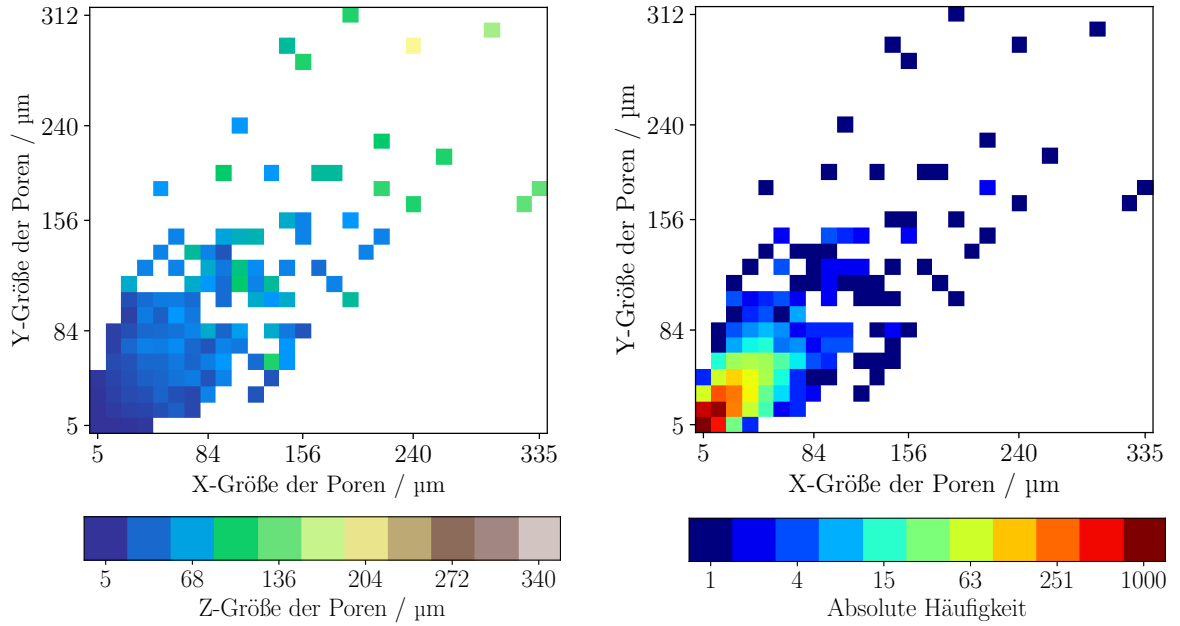 312
240
156
84
5
Y-Größe der Poren / µm
5 84 156 240 335
X-Größe der Poren / µm
5 68 136 204 272 340
Z-Größe der Poren / µm
312
240
156
84
5
Y-Größe der Poren / µm
5 84 156 240 335
X-Größe der Poren / µm
1 4 15 63 251 1000
Absolute Häufigkeit